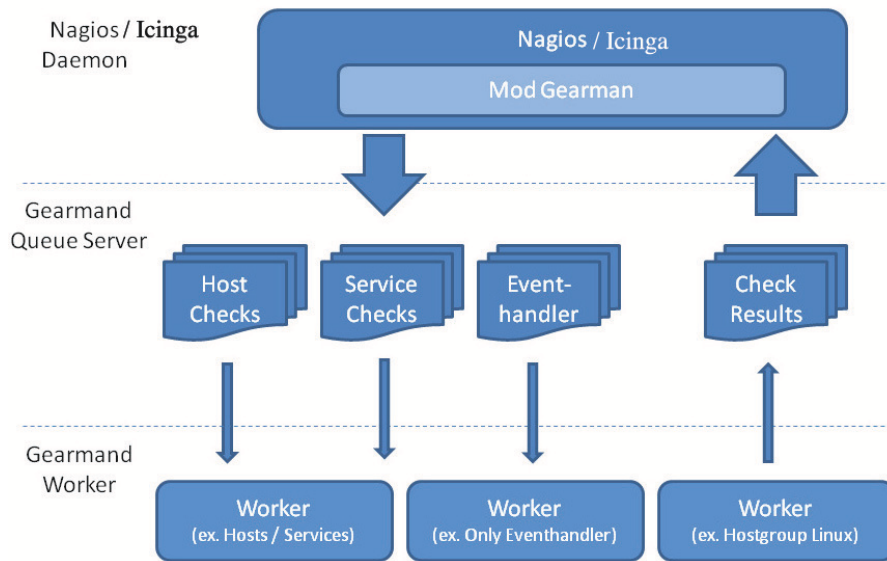 Nagios / Icinga
Daemon
Nagios / Icinga
Mod Gearman
Gearmand
Queue Server
Host
Checks
Service
Checks
Event-
handler
Check
Results
Gearmand
Worker
Worker
(ex. Hosts / Services)
Worker
(ex. Only Eventhandler)
Worker
(ex. Hostgroup Linux)